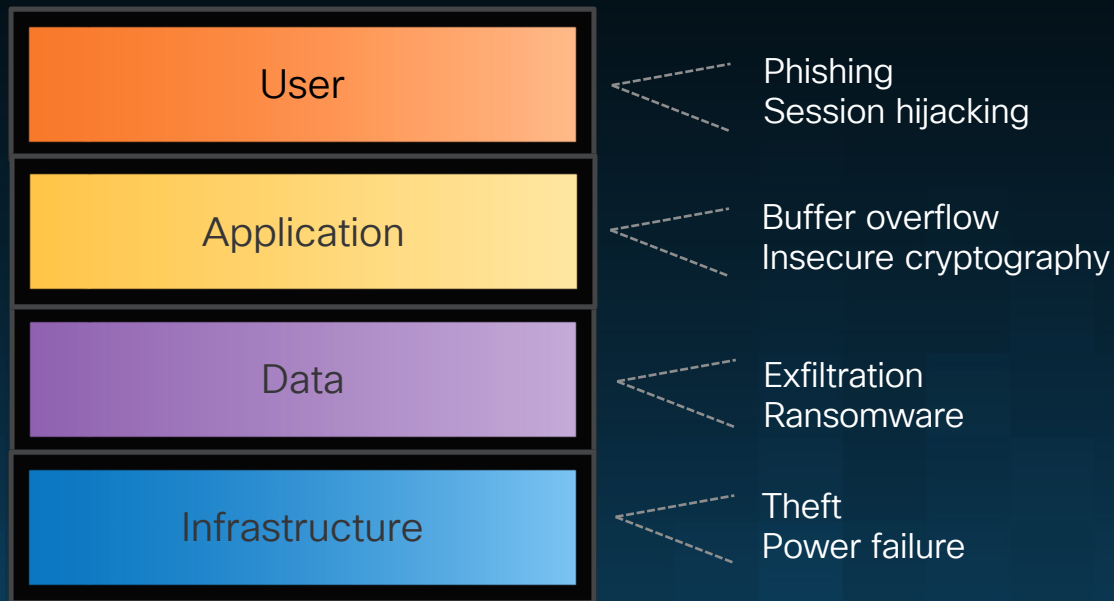 User
Phishing
Session hijacking
Application
Buffer overflow
Insecure cryptography
Data
Exfiltration
Ransomware
Infrastructure
Theft
Power failure